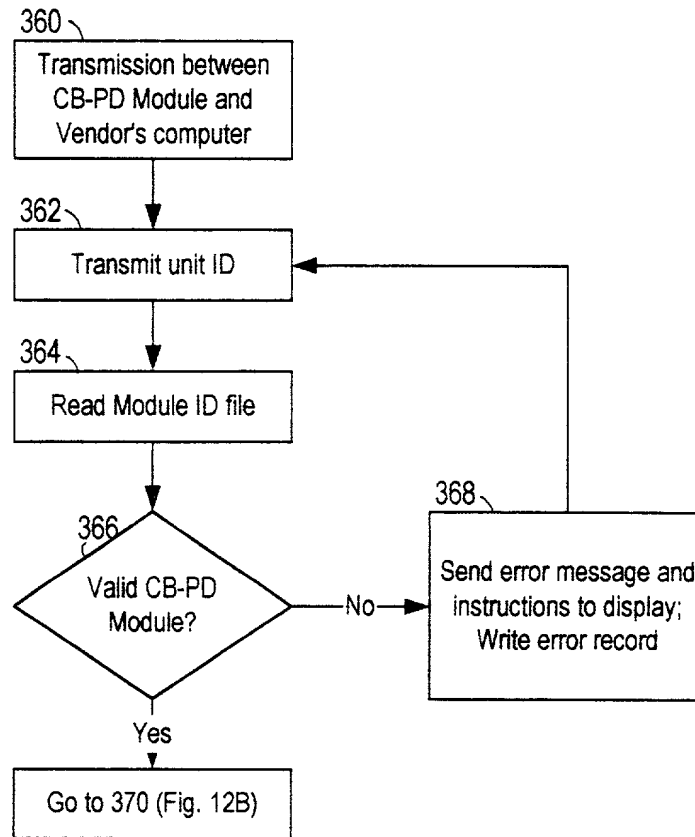 360
Transmission between
CB-PD Module and
Vendor's computer
362
Transmit unit ID
364
Read Module ID file
366
Valid CB-PD
Module?
No
368
Send error message and
instructions to display;
Write error record
Yes
Go to 370 (Fig. 12B)